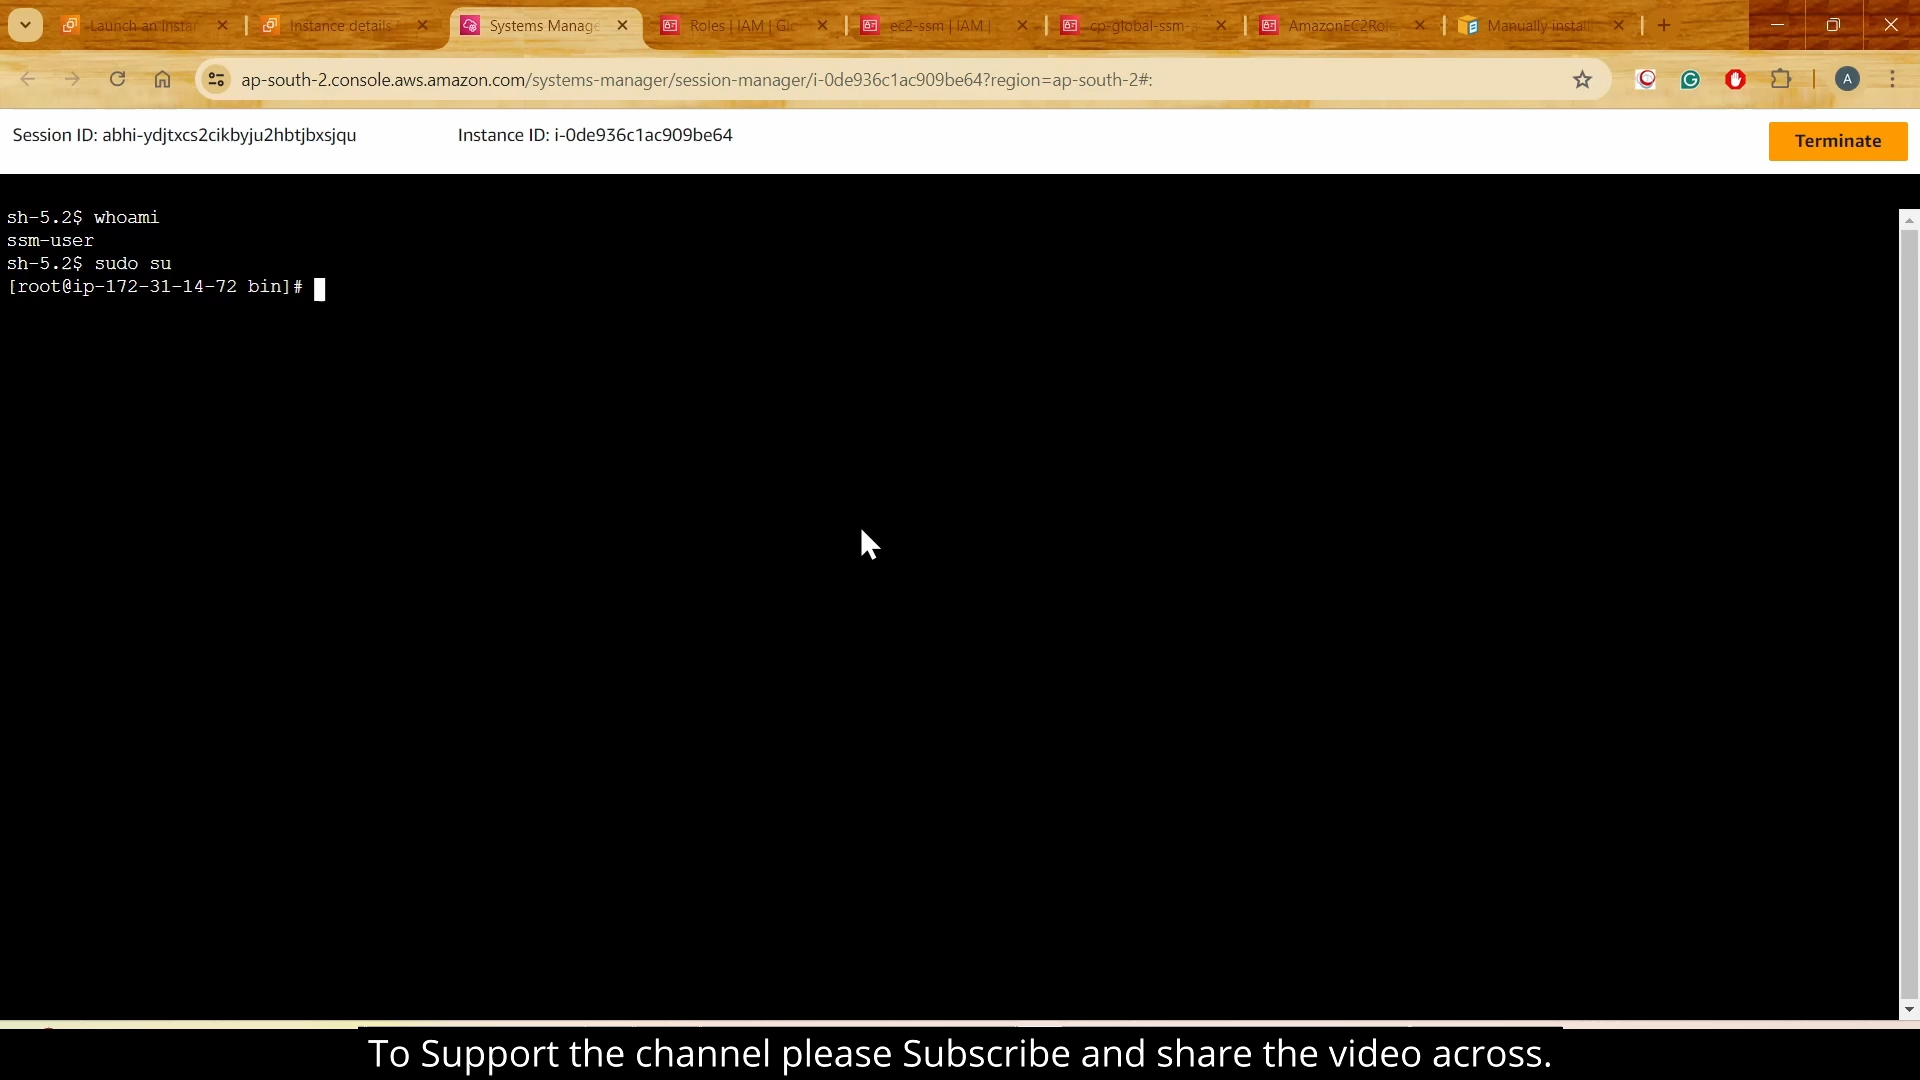 Launch an Instan
Instance details
Systems Manage
Roles | IAM | Glo
ec2-ssm | IAM |
cp-global-ssm-
AmazonEC2Role
Manually install
ap-south-2.console.aws.amazon.com/systems-manager/session-manager/i-0de936c1ac909be64?region=ap-south-2#:
A
Session ID: abhi-ydjtxcs2cikbyju2hbtjbxsjqu
Instance ID: i-0de936c1ac909be64
Terminate
sh-5.2$ whoami
ssm-user
sh-5.2$ sudo su
[root@ip-172-31-14-72 bin]#
To Support the channel please Subscribe and share the video across.